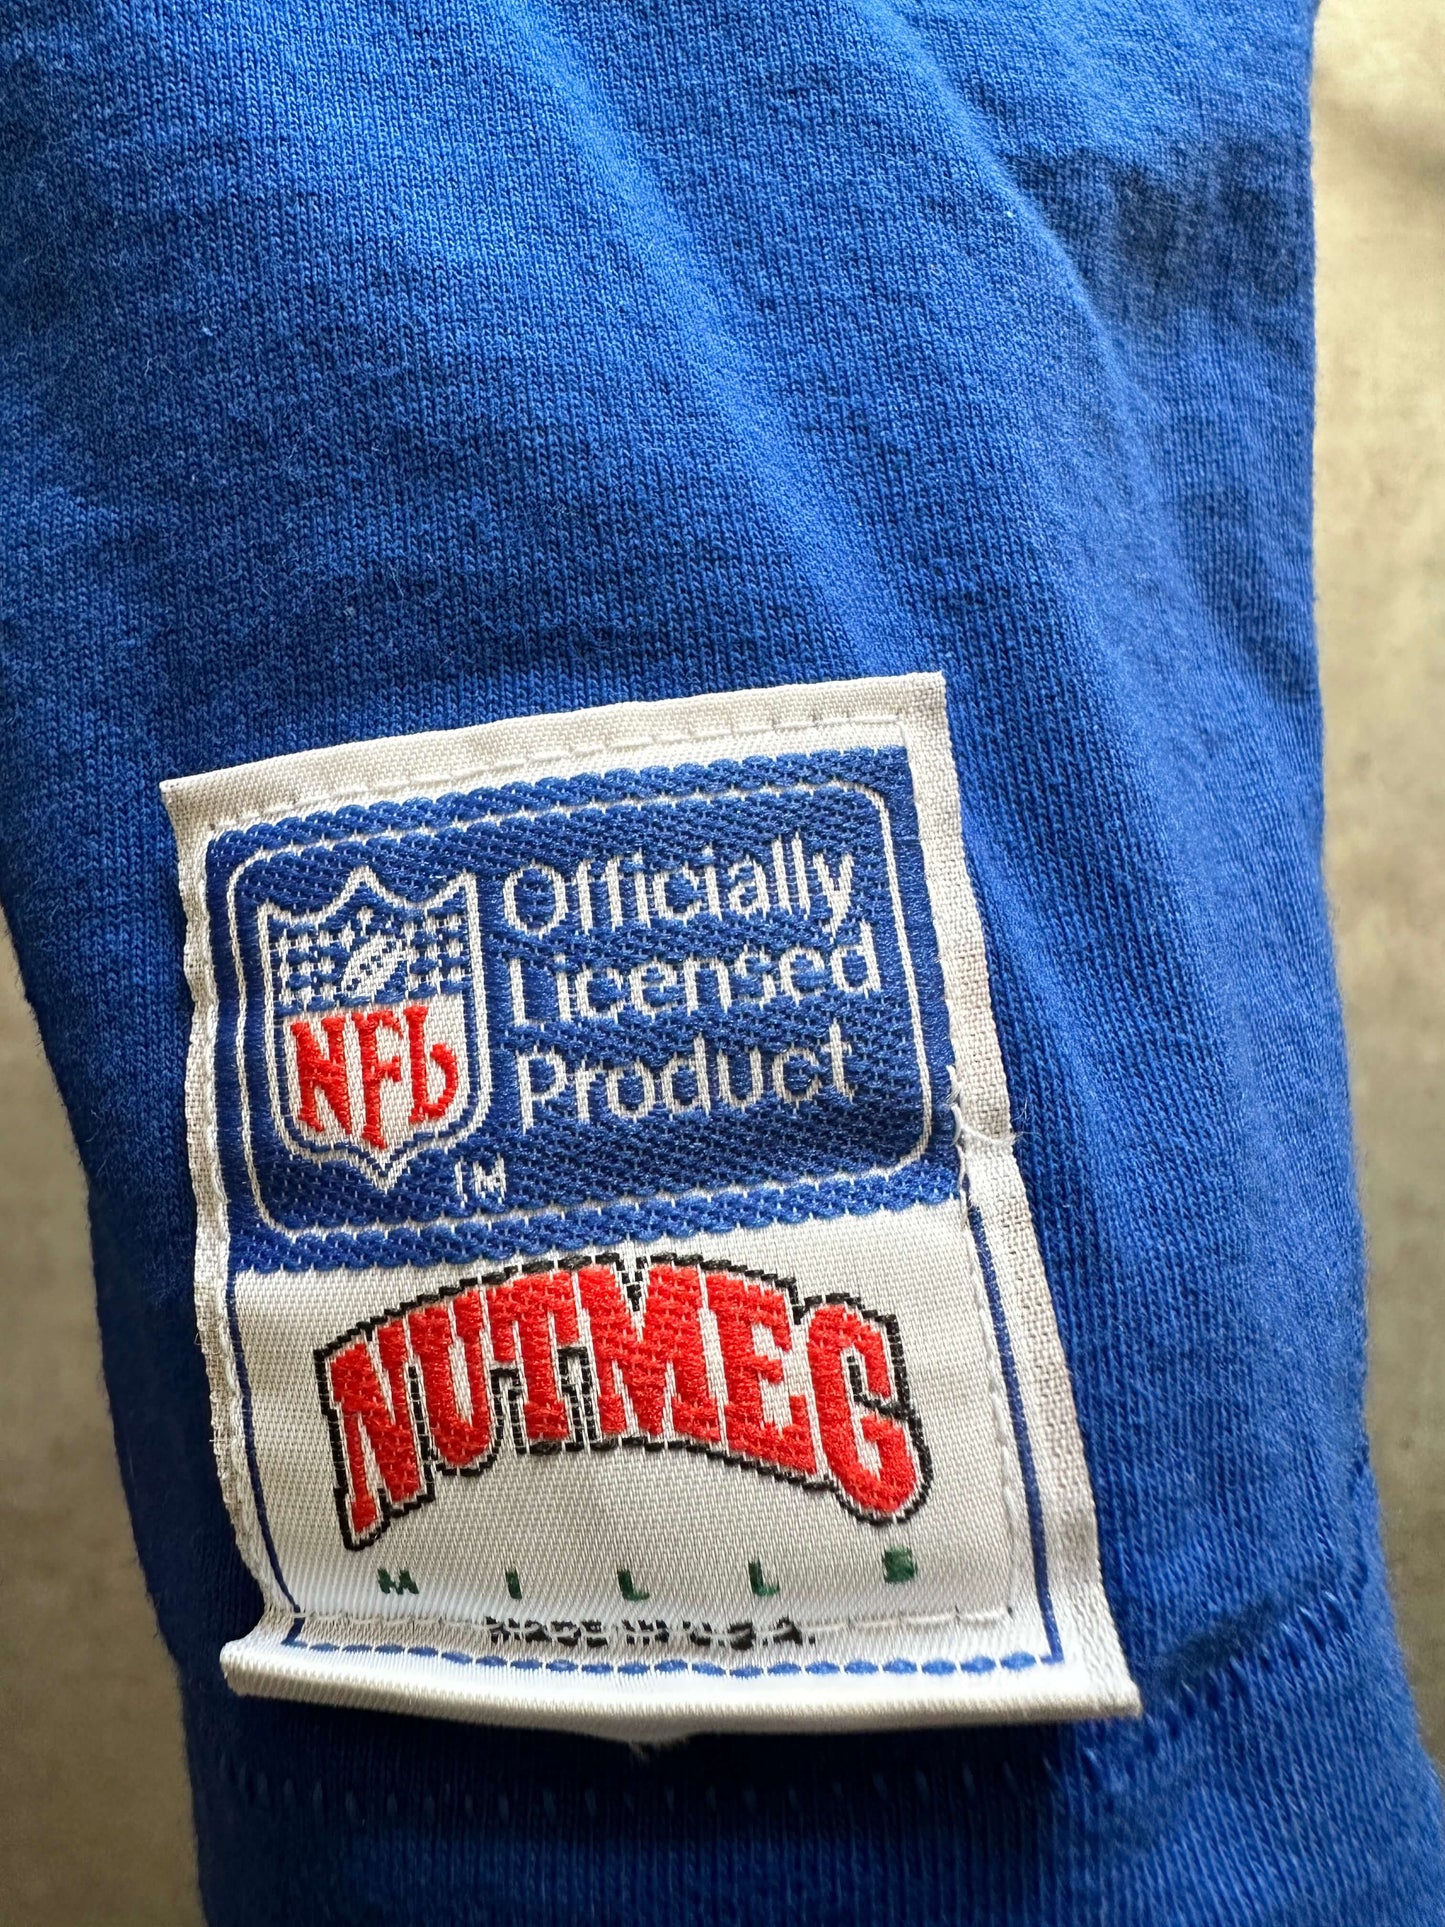 Officially
Licensed
Product
NFL
TM
NUTMEG
MILLS
MADE IN U.S.A.